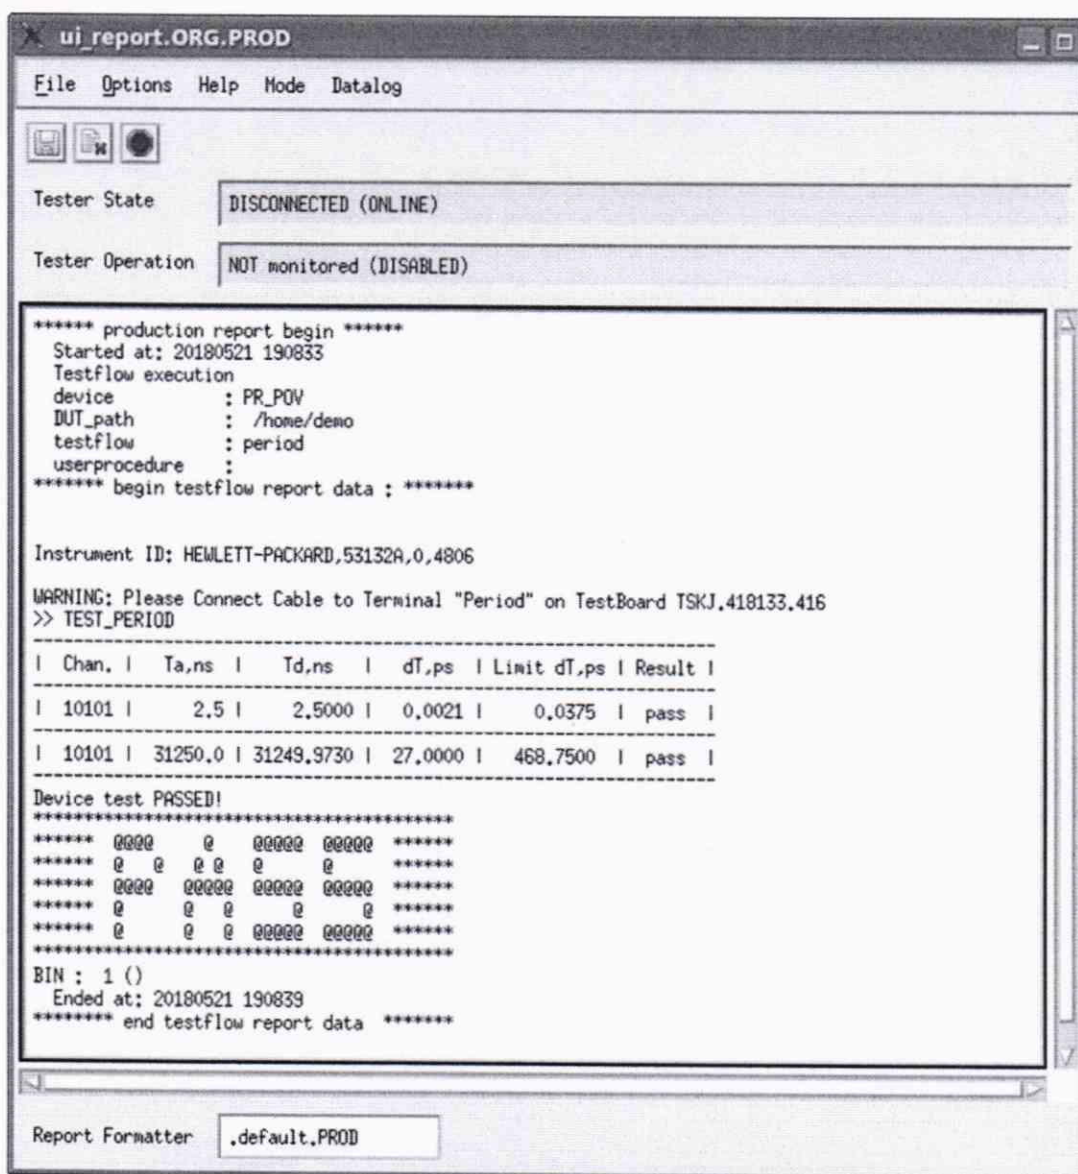 ui_report.ORG.PROD
File Options Help Mode Datalog
Tester State DISCONNECTED (ONLINE)
Tester Operation NOT monitored (DISABLED)
****** production report begin ******
Started at: 20180521 190833
Testflow execution
device : PR_POV
DUT_path : /home/demo
testflow : period
userprocedure :
******* begin testflow report data : *******
Instrument ID: HEWLETT-PACKARD,53132A,0,4806
WARNING: Please Connect Cable to Terminal "Period" on TestBoard TSKJ.418133.416
>> TEST_PERIOD
------------------------------------------------------------------------
| Chan. | Ta,ns | Td,ns | dT,ps | Limit dT,ps | Result |
------------------------------------------------------------------------
| 10101 | 2.5 | 2.5000 | 0.0021 | 0.0375 | pass |
------------------------------------------------------------------------
| 10101 | 31250.0 | 31249.9730 | 27.0000 | 468.7500 | pass |
------------------------------------------------------------------------
Device test PASSED!
********************************************
****** @@@@     @    @@@@@  @@@@@ ******
****** @   @   @ @   @      @     ******
****** @@@@   @@@@@  @@@@@  @@@@@ ******
****** @      @   @      @      @ ******
****** @      @   @  @@@@@  @@@@@ ******
********************************************
BIN : 1 ()
Ended at: 20180521 190839
******** end testflow report data *******
Report Formatter .default.PROD